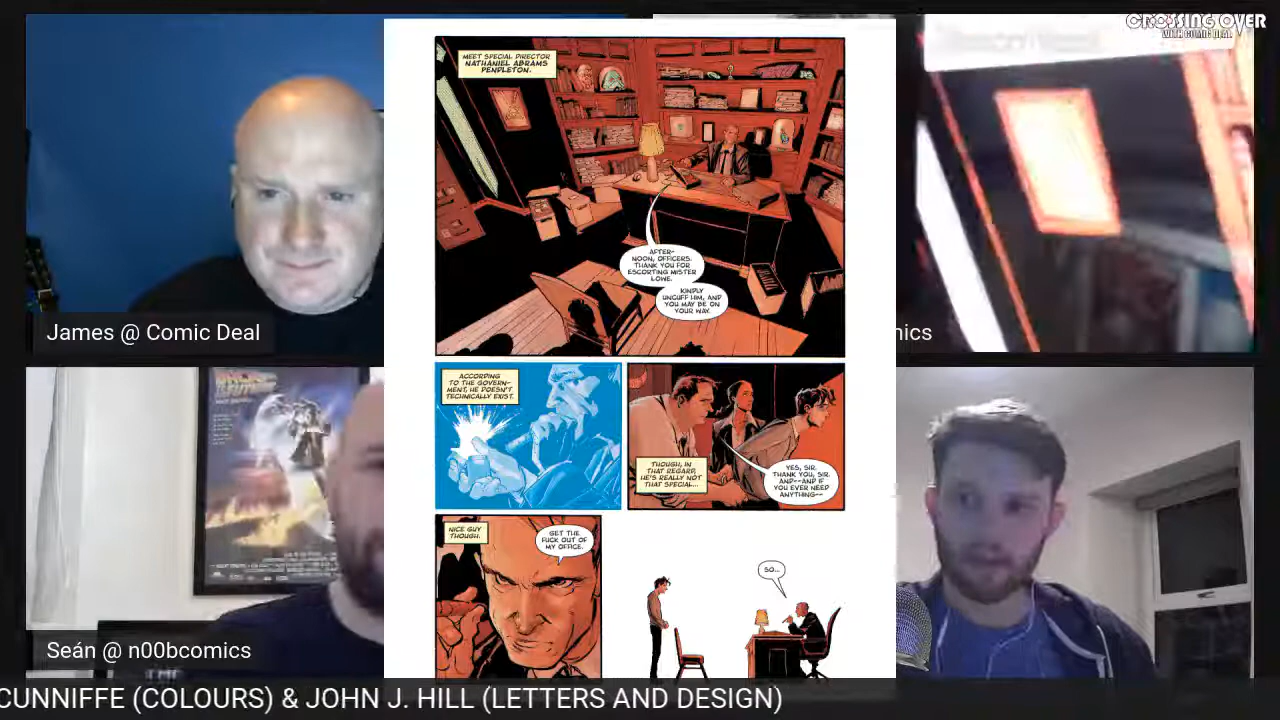 CROSSING OVER
WITH COMIC DEAL
MEET SPECIAL DIRECTOR
NATHANIEL ABRAMS
PENDLETON.
AFTER-
NOON, OFFICERS.
THANK YOU FOR
ESCORTING MISTER
LOWE.
KINDLY
UNCUFF HIM, AND
YOU MAY BE ON
YOUR WAY.
James @ Comic Deal
mics
ACCORDING
TO THE GOVERN-
MENT, HE DOESN'T
TECHNICALLY EXIST.
THOUGH, IN
THAT REGARD,
HE'S REALLY NOT
THAT SPECIAL...
YES, SIR.
THANK YOU, SIR.
AND--AND IF
YOU EVER NEED
ANYTHING--
NICE GUY
THOUGH.
GET THE
FUCK OUT OF
MY OFFICE.
SO...
Seán @ n00bcomics
CUNNIFFE (COLOURS) & JOHN J. HILL (LETTERS AND DESIGN)